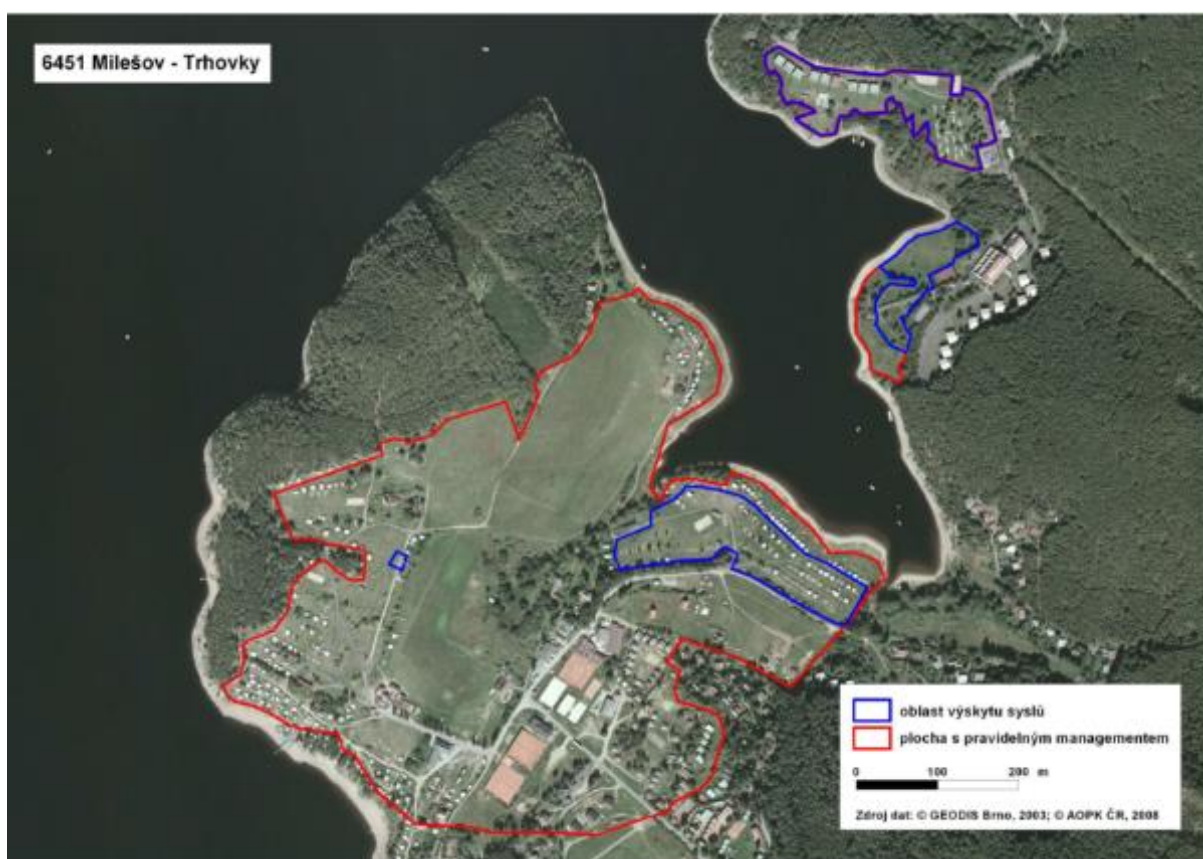 6451 Milešov - Trhovky
oblast výskytu syslů
plocha s pravidelným managementem
0 100 200 m
Zdroj dat: © GEODIS Brno, 2003; © AOPK ČR, 2008